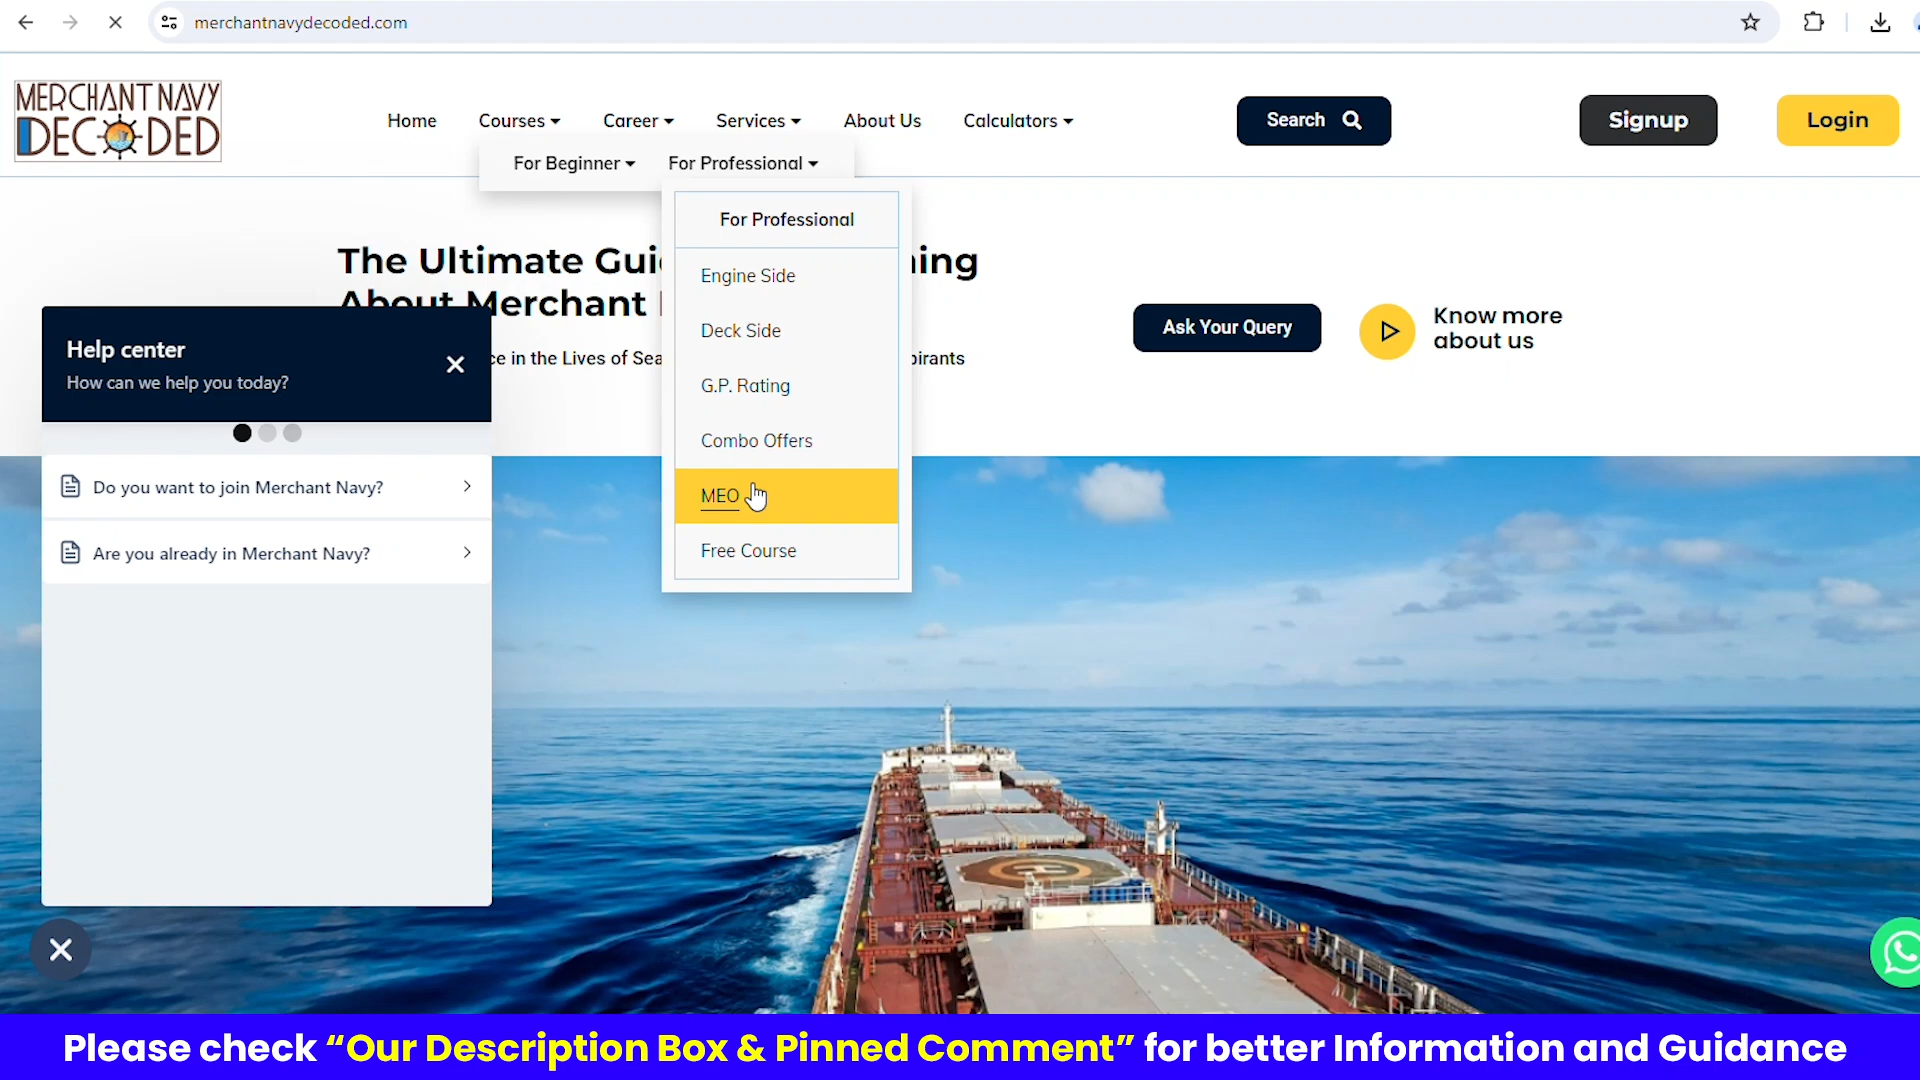 merchantnavydecoded.com
MERCHANT NAVY
DECODED
Home
Courses
Career
Services
About Us
Calculators
Search
Signup
Login
For Beginner
For Professional
For Professional
Engine Side
Deck Side
G.P. Rating
Combo Offers
MEO
Free Course
The Ultimate Gui ing
About Merchant
ce in the Lives of Sea pirants
Ask Your Query
Know more
about us
Help center
How can we help you today?
Do you want to join Merchant Navy?
Are you already in Merchant Navy?
H
Please check “Our Description Box & Pinned Comment” for better Information and Guidance